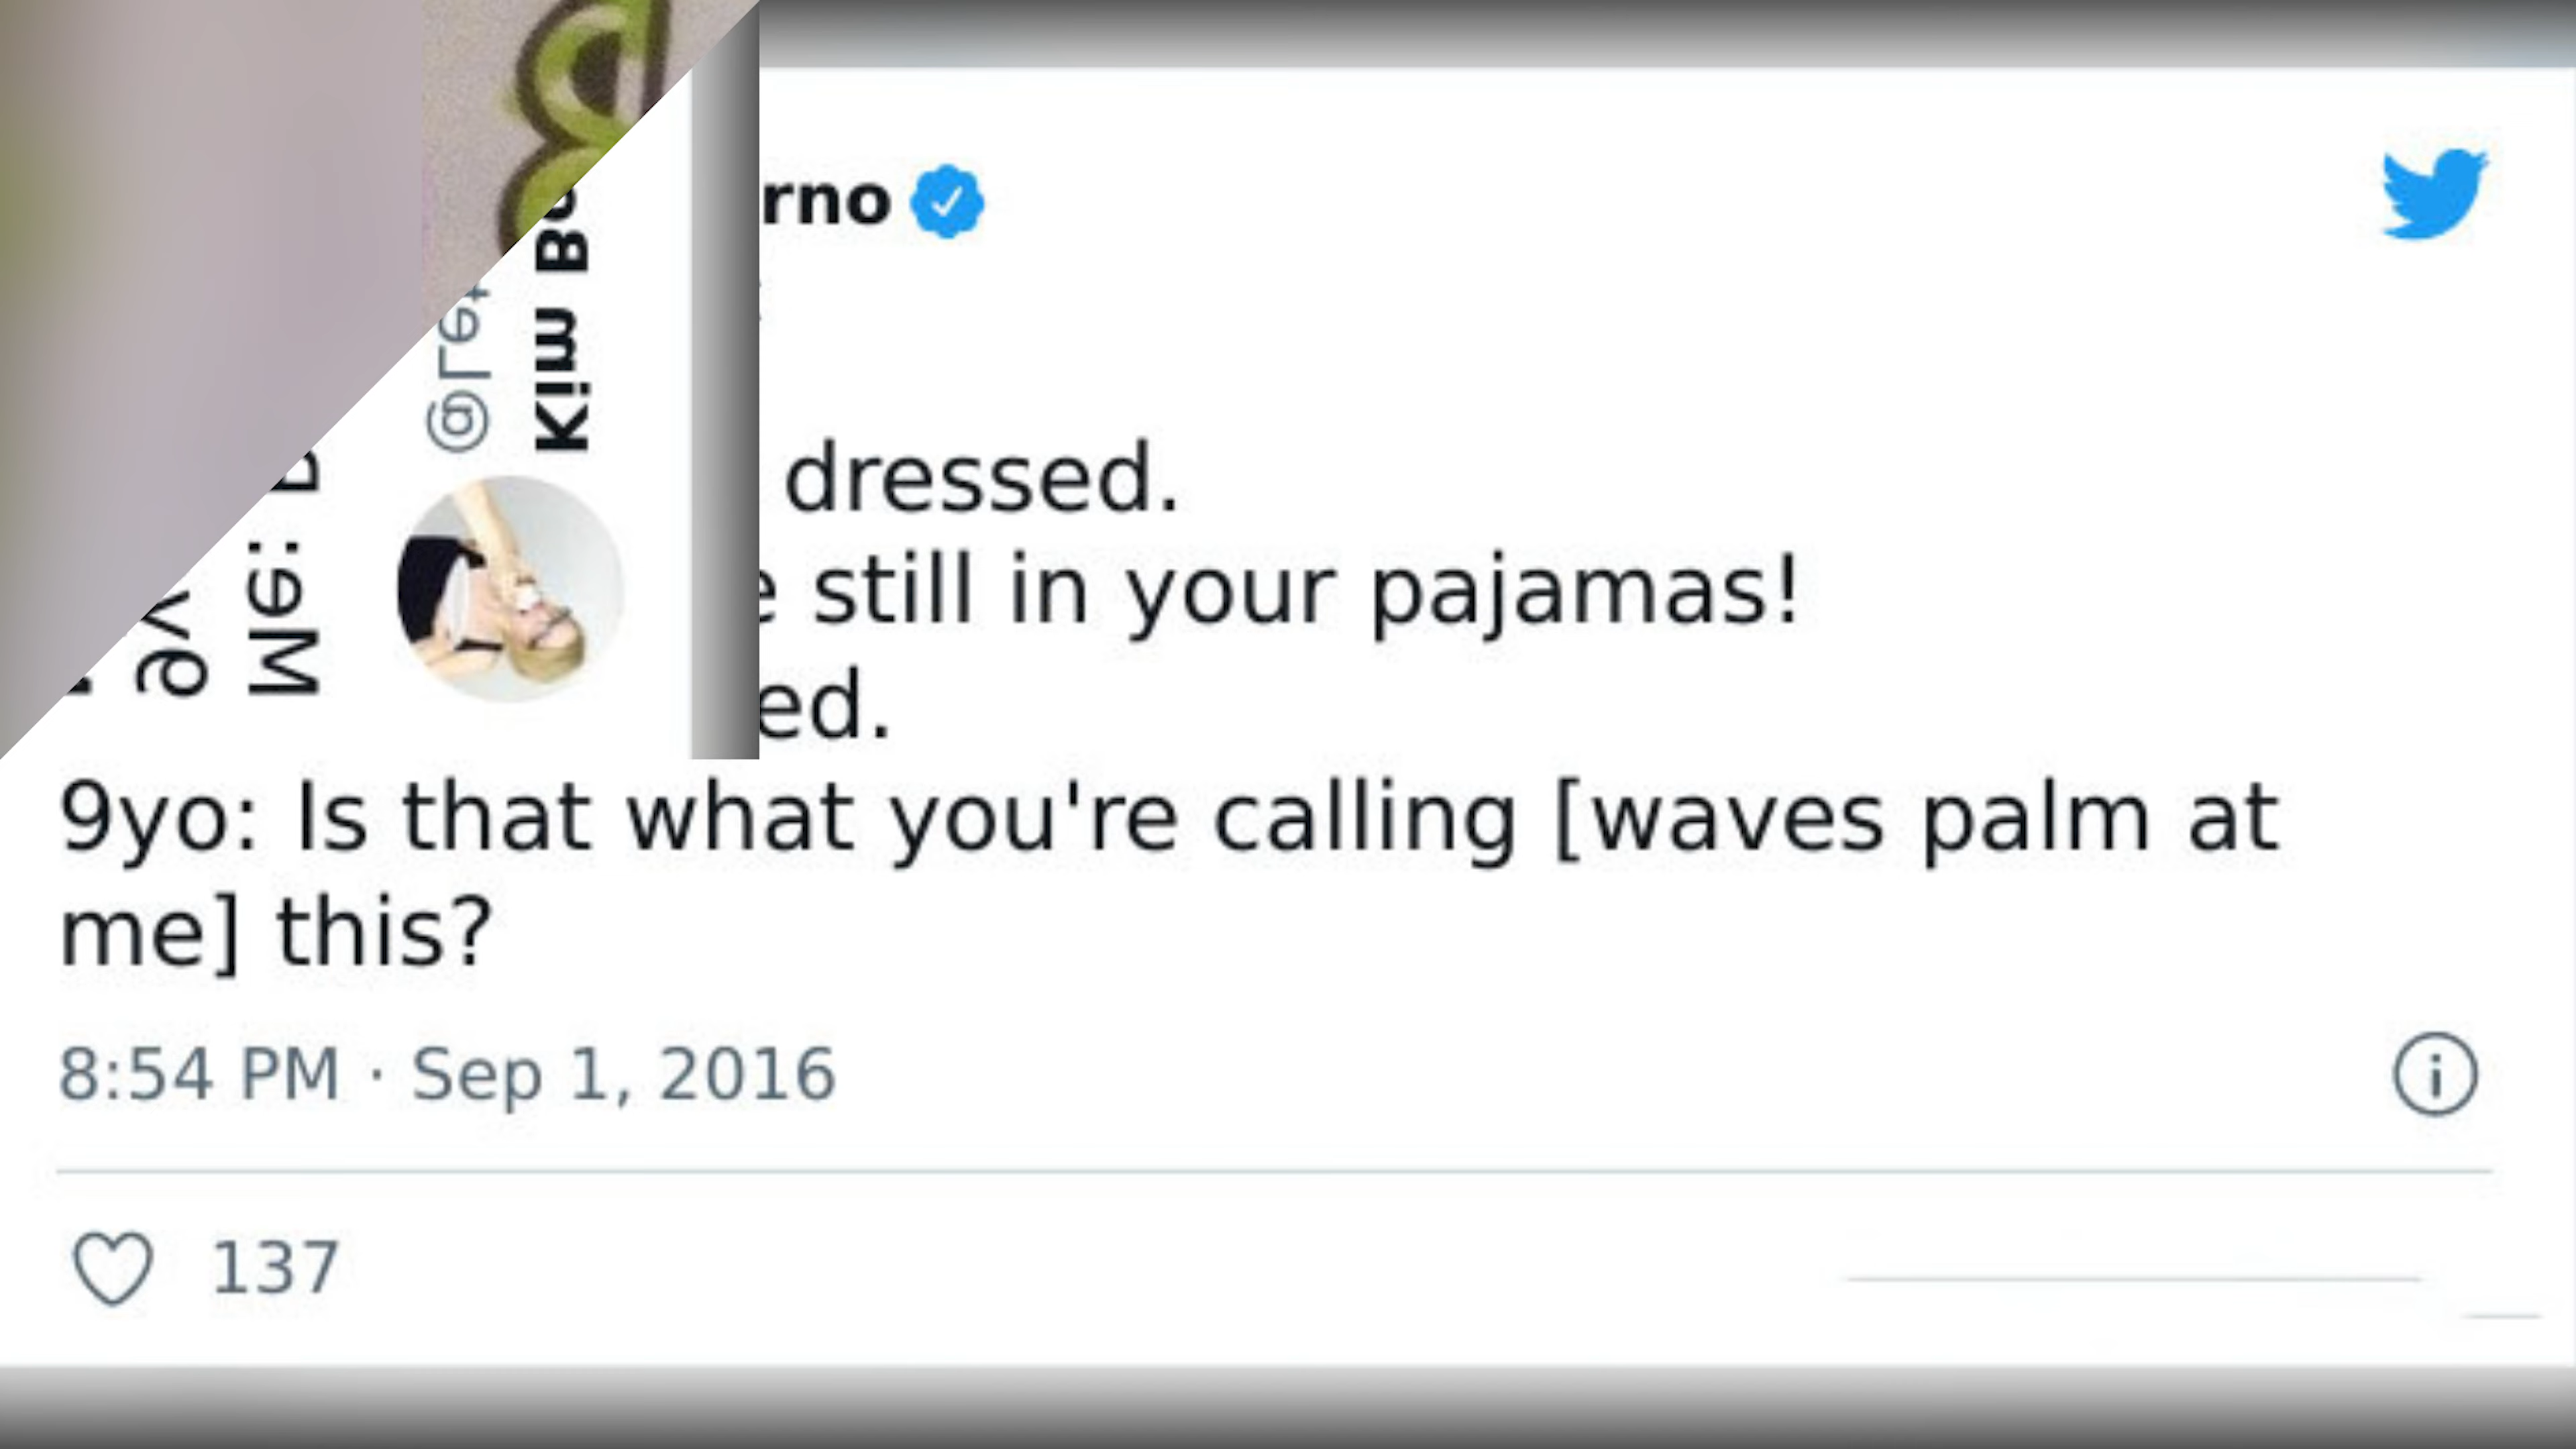 Kim Bo
rno
dressed.
still in your pajamas!
ed.
9yo: Is that what you're calling [waves palm at
me] this?
8:54 PM · Sep 1, 2016
137
Me: